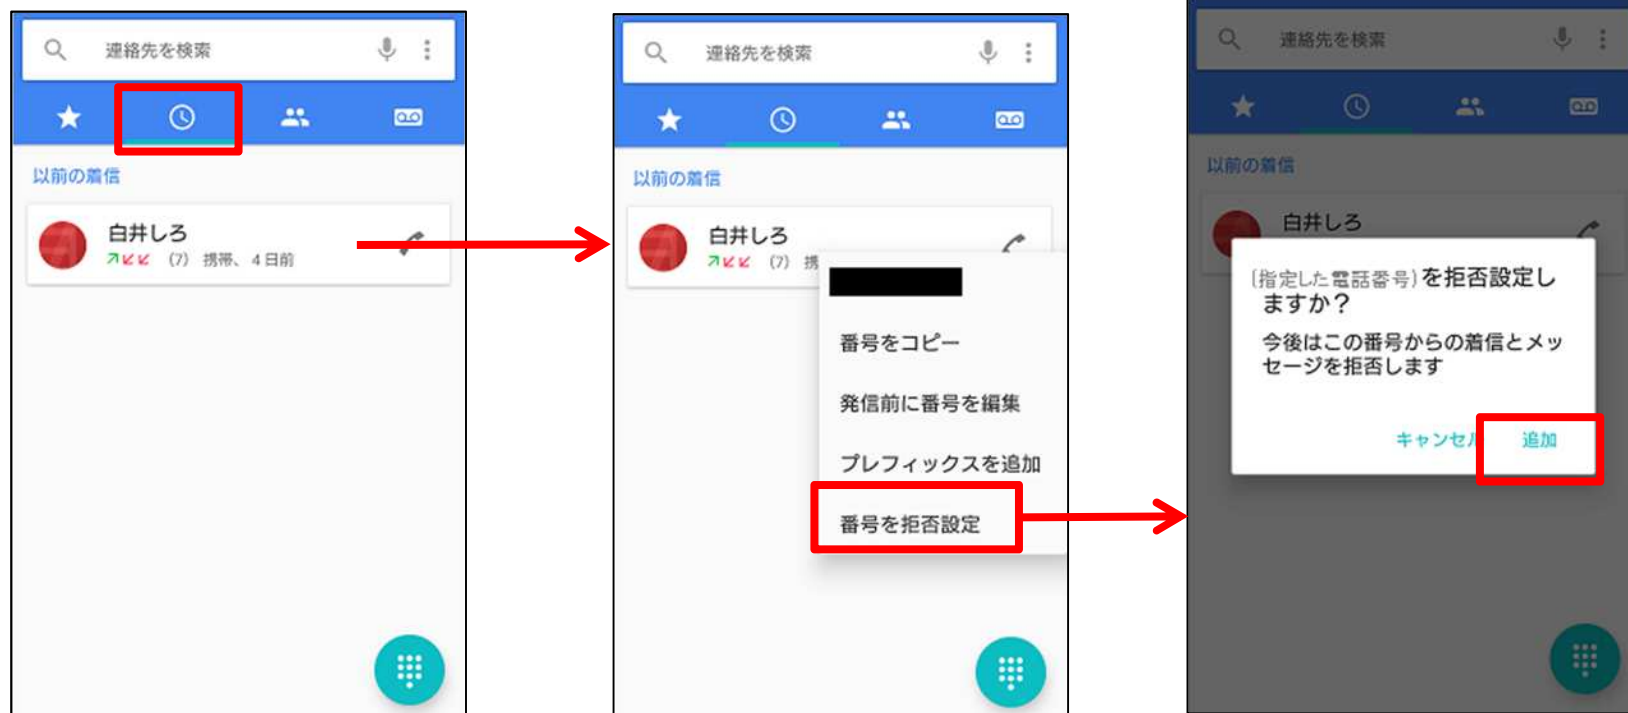 連絡先を検索
以前の着信
白井しろ
(7) 携帯、4日前
連絡先を検索
以前の着信
白井しろ
(7) 携
番号をコピー
発信前に番号を編集
プレフィックスを追加
番号を拒否設定
連絡先を検索
以前の着信
白井しろ
(指定した電話番号)を拒否設定し
ますか？
今後はこの番号からの着信とメッ
セージを拒否します
キャンセル 追加